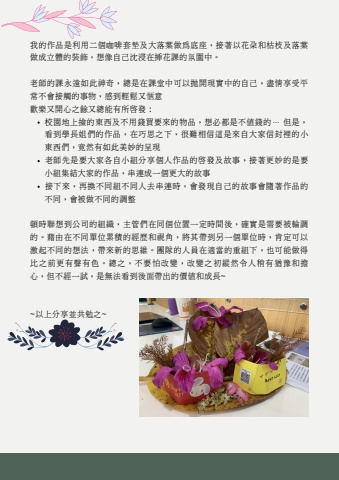 我的作品是利用二個咖啡套墊及大落葉做為底座，接著以花朵和枯枝及落葉
做成立體的裝飾，想像自己沈浸在插花課的氛圍中。
老師的課永遠如此神奇，總是在課堂中可以拋開現實中的自己，盡情享受平
常不會接觸的事物，感到輕鬆又愜意
歡樂又開心之餘又總能有所啓發：
• 校園地上撿的東西及不用錢買要來的物品，想必都是不值錢的… 但是，
看到學員姐們的作品，在巧思之下，很難相信這是來自大家信封裡的小
東西們，竟然有如此美妙的呈現
• 老師先是要大家各自小組分享個人作品的啓發及故事，接著更妙的是要
小組集結大家的作品，串連成一個更大的故事
• 接下來，再換不同組不同人去串連時，會發現自己的故事會隨著作品的
不同，會被做不同的調整
頓時聯想到公司的組織，主管們在同個位置一定時間後，確實是需要被輪調
的。藉由在不同單位累積的經歷和視角，將其帶到另一個單位時，肯定可以
激起不同的想法，帶來新的思維。團隊的人員在適當的重組下，也可能做得
比之前更有聲有色。總之，不要怕改變，改變之初縱然令人稍有猶豫和擔
心，但不經一試，是無法看到後面帶出的價值和成長~
~以上分享並共勉之~